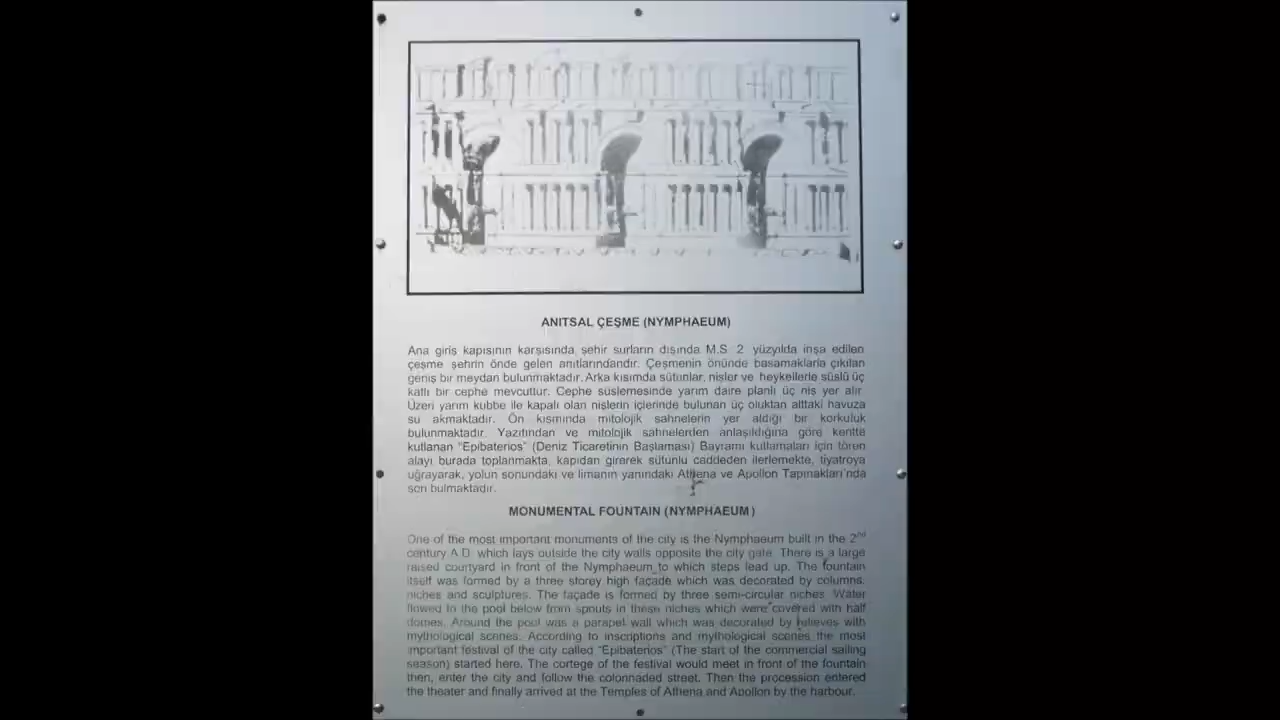 ANITSAL ÇEŞME (NYMPHAEUM)
Ana giriş kapısının karşısında şehir surların dışında M.S. 2. yüzyılda inşa edilen
çeşme şehrin önde gelen anıtlarındandır. Çeşmenin önünde basamaklarla çıkılan
geniş bir meydan bulunmaktadır. Arka kısımda sütunlar, nişler ve heykellerle süslü üç
katlı bir cephe mevcuttur. Cephe süslemesinde yarım daire planlı üç niş yer alır.
Üzeri yarım kubbe ile kapalı olan nişlerin içlerinde bulunan üç oluktan alttaki havuza
su akmaktadır. Ön kısmında mitolojik sahnelerin yer aldığı bir korkuluk
bulunmaktadır. Yazıtından ve mitolojik sahnelerden anlaşıldığına göre kentte
kutlanan “Epibaterios” (Deniz Ticaretinin Başlaması) Bayramı kutlamaları için tören
alayı burada toplanmakta, kapıdan girerek sütunlu caddeden ilerlemekte, tiyatroya
uğrayarak, yolun sonundaki ve limanın yanındaki Athena ve Apollon Tapınakları’nda
son bulmaktadır.
MONUMENTAL FOUNTAIN (NYMPHAEUM)
One of the most important monuments of the city is the Nymphaeum built in the 2nd
century A.D. which lays outside the city walls opposite the city gate. There is a large
raised courtyard in front of the Nymphaeum to which steps lead up. The fountain
itself was formed by a three storey high façade which was decorated by columns,
niches and sculptures. The façade is formed by three semi-circular niches. Water
flowed to the pool below from spouts in these niches which were covered with half
domes. Around the pool was a parapet wall which was decorated by relieves with
mythological scenes. According to inscriptions and mythological scenes the most
important festival of the city called “Epibaterios” (The start of the commercial sailing
season) started here. The cortege of the festival would meet in front of the fountain
then, enter the city and follow the colonnaded street. Then the procession entered
the theater and finally arrived at the Temples of Athena and Apollon by the harbour.